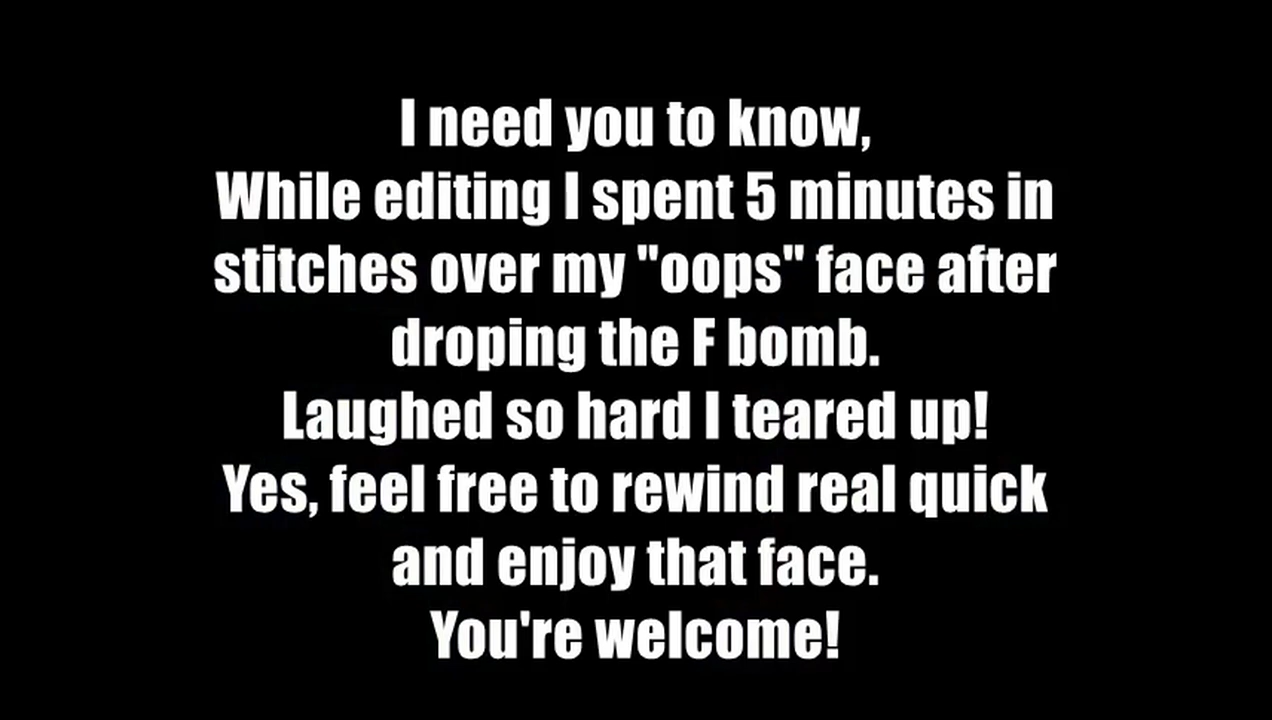 I need you to know,
While editing I spent 5 minutes in
stitches over my "oops" face after
droping the F bomb.
Laughed so hard I teared up!
Yes, feel free to rewind real quick
and enjoy that face.
You're welcome!